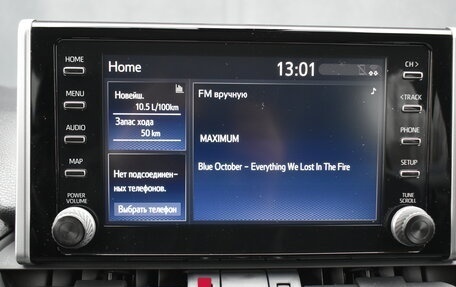 HOME
MENU
AUDIO
MAP
POWER
VOLUME
Home
13:01
Новейш.
10.5 L/100km
Запас хода
50 km
Нет подсоединен-
ных телефонов.
Выбрать телефон
FM вручную
MAXIMUM
Blue October - Everything We Lost In The Fire
CH >
< TRACK
PHONE
SETUP
TUNE
SCROLL